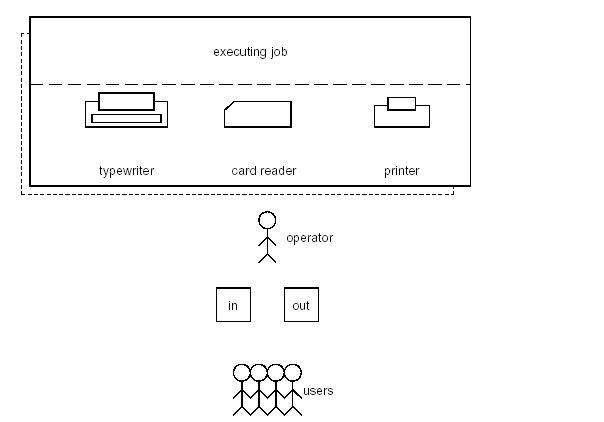 executing job
typewriter
card reader
printer
operator
in
out
users